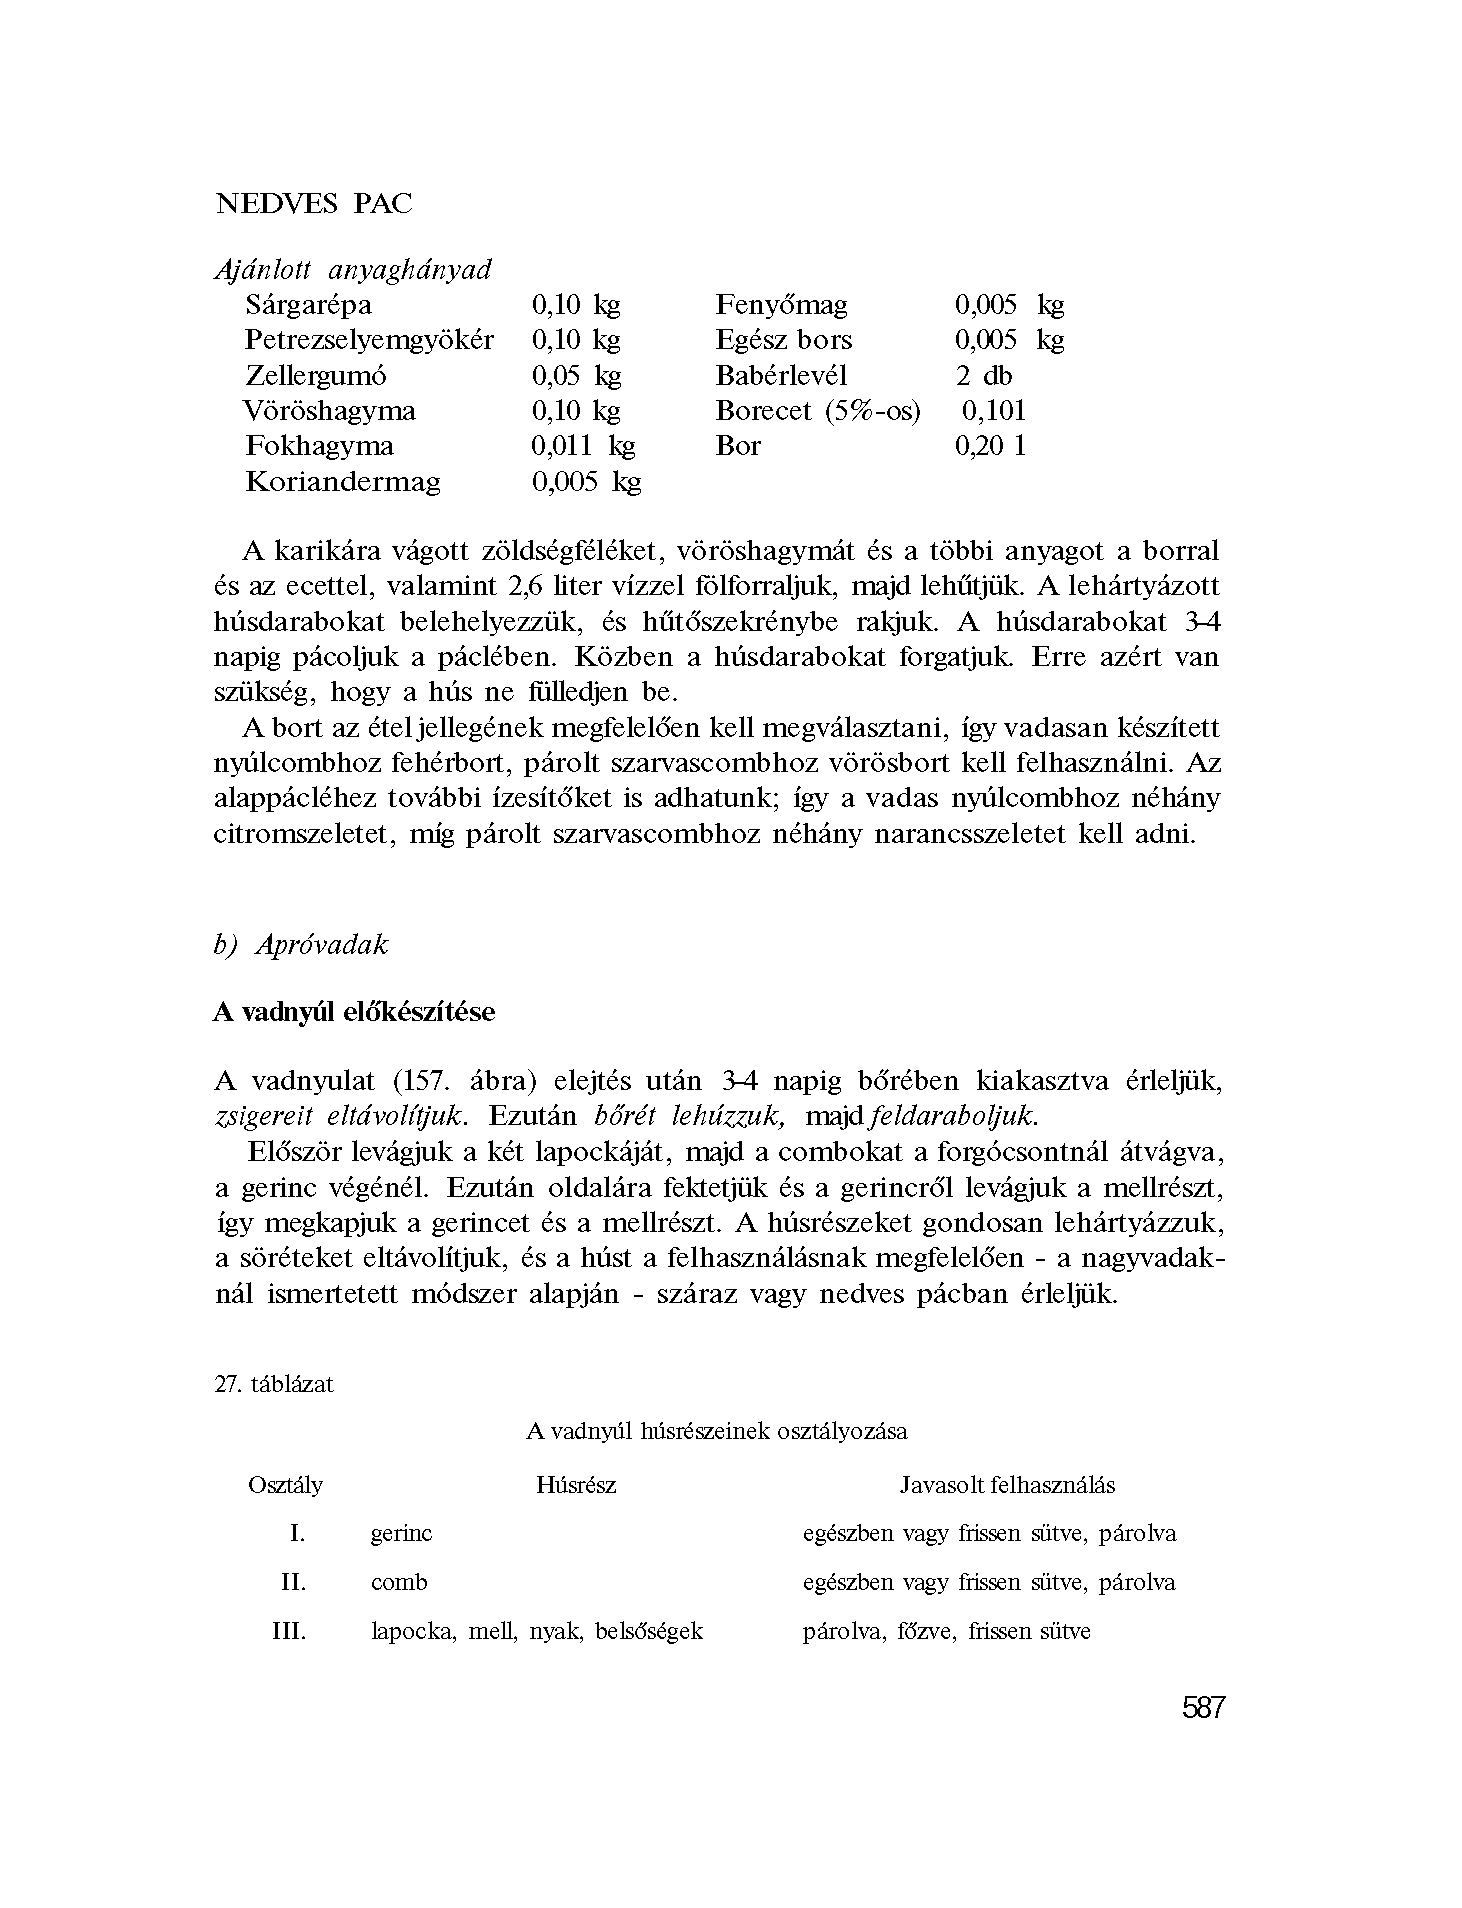 NEDVES PAC
Ajánlott anyaghányad
Sárgarépa 0,10 kg Fenyőmag 0,005 kg
Petrezselyemgyökér 0,10 kg Egész bors 0,005 kg
Zellergumó 0,05 kg Babérlevél 2 db
Vöröshagyma 0,10 kg Borecet (5%-os) 0,101
Fokhagyma 0,011 kg Bor 0,20 1
Koriandermag 0,005 kg
A karikára vágott zöldségféléket, vöröshagymát és a többi anyagot a borral
és az ecettel, valamint 2,6 liter vízzel fölforraljuk, majd lehűtjük. A lehártyázott
húsdarabokat belehelyezzük, és hűtőszekrénybe rakjuk. A húsdarabokat 3-4
napig pácoljuk a páclében. Közben a húsdarabokat forgatjuk. Erre azért van
szükség, hogy a hús ne fülledjen be.
A bort az étel jellegének megfelelően kell megválasztani, így vadasan készített
nyúlcombhoz fehérbort, párolt szarvascombhoz vörösbort kell felhasználni. Az
alappácléhez további ízesítőket is adhatunk; így a vadas nyúlcombhoz néhány
citromszeletet, míg párolt szarvascombhoz néhány narancsszeletet kell adni.
b) Apróvadak
A vadnyúl előkészítése
A vadnyulat (157. ábra) elejtés után 3-4 napig bőrében kiakasztva érleljük,
zsigereit eltávolítjuk. Ezután bőrét lehúzzuk, majd feldaraboljuk.
Először levágjuk a két lapockáját, majd a combokat a forgócsontnál átvágva,
a gerinc végénél. Ezután oldalára fektetjük és a gerincről levágjuk a mellrészt,
így megkapjuk a gerincet és a mellrészt. A húsrészeket gondosan lehártyázzuk,
a söréteket eltávolítjuk, és a húst a felhasználásnak megfelelően - a nagyvadak-
nál ismertetett módszer alapján - száraz vagy nedves pácban érleljük.
27. táblázat
A vadnyúl húsrészeinek osztályozása
Osztály Húsrész Javasolt felhasználás
I. gerinc egészben vagy frissen sütve, párolva
II. comb egészben vagy frissen sütve, párolva
III. lapocka, mell, nyak, belsőségek párolva, főzve, frissen sütve
587